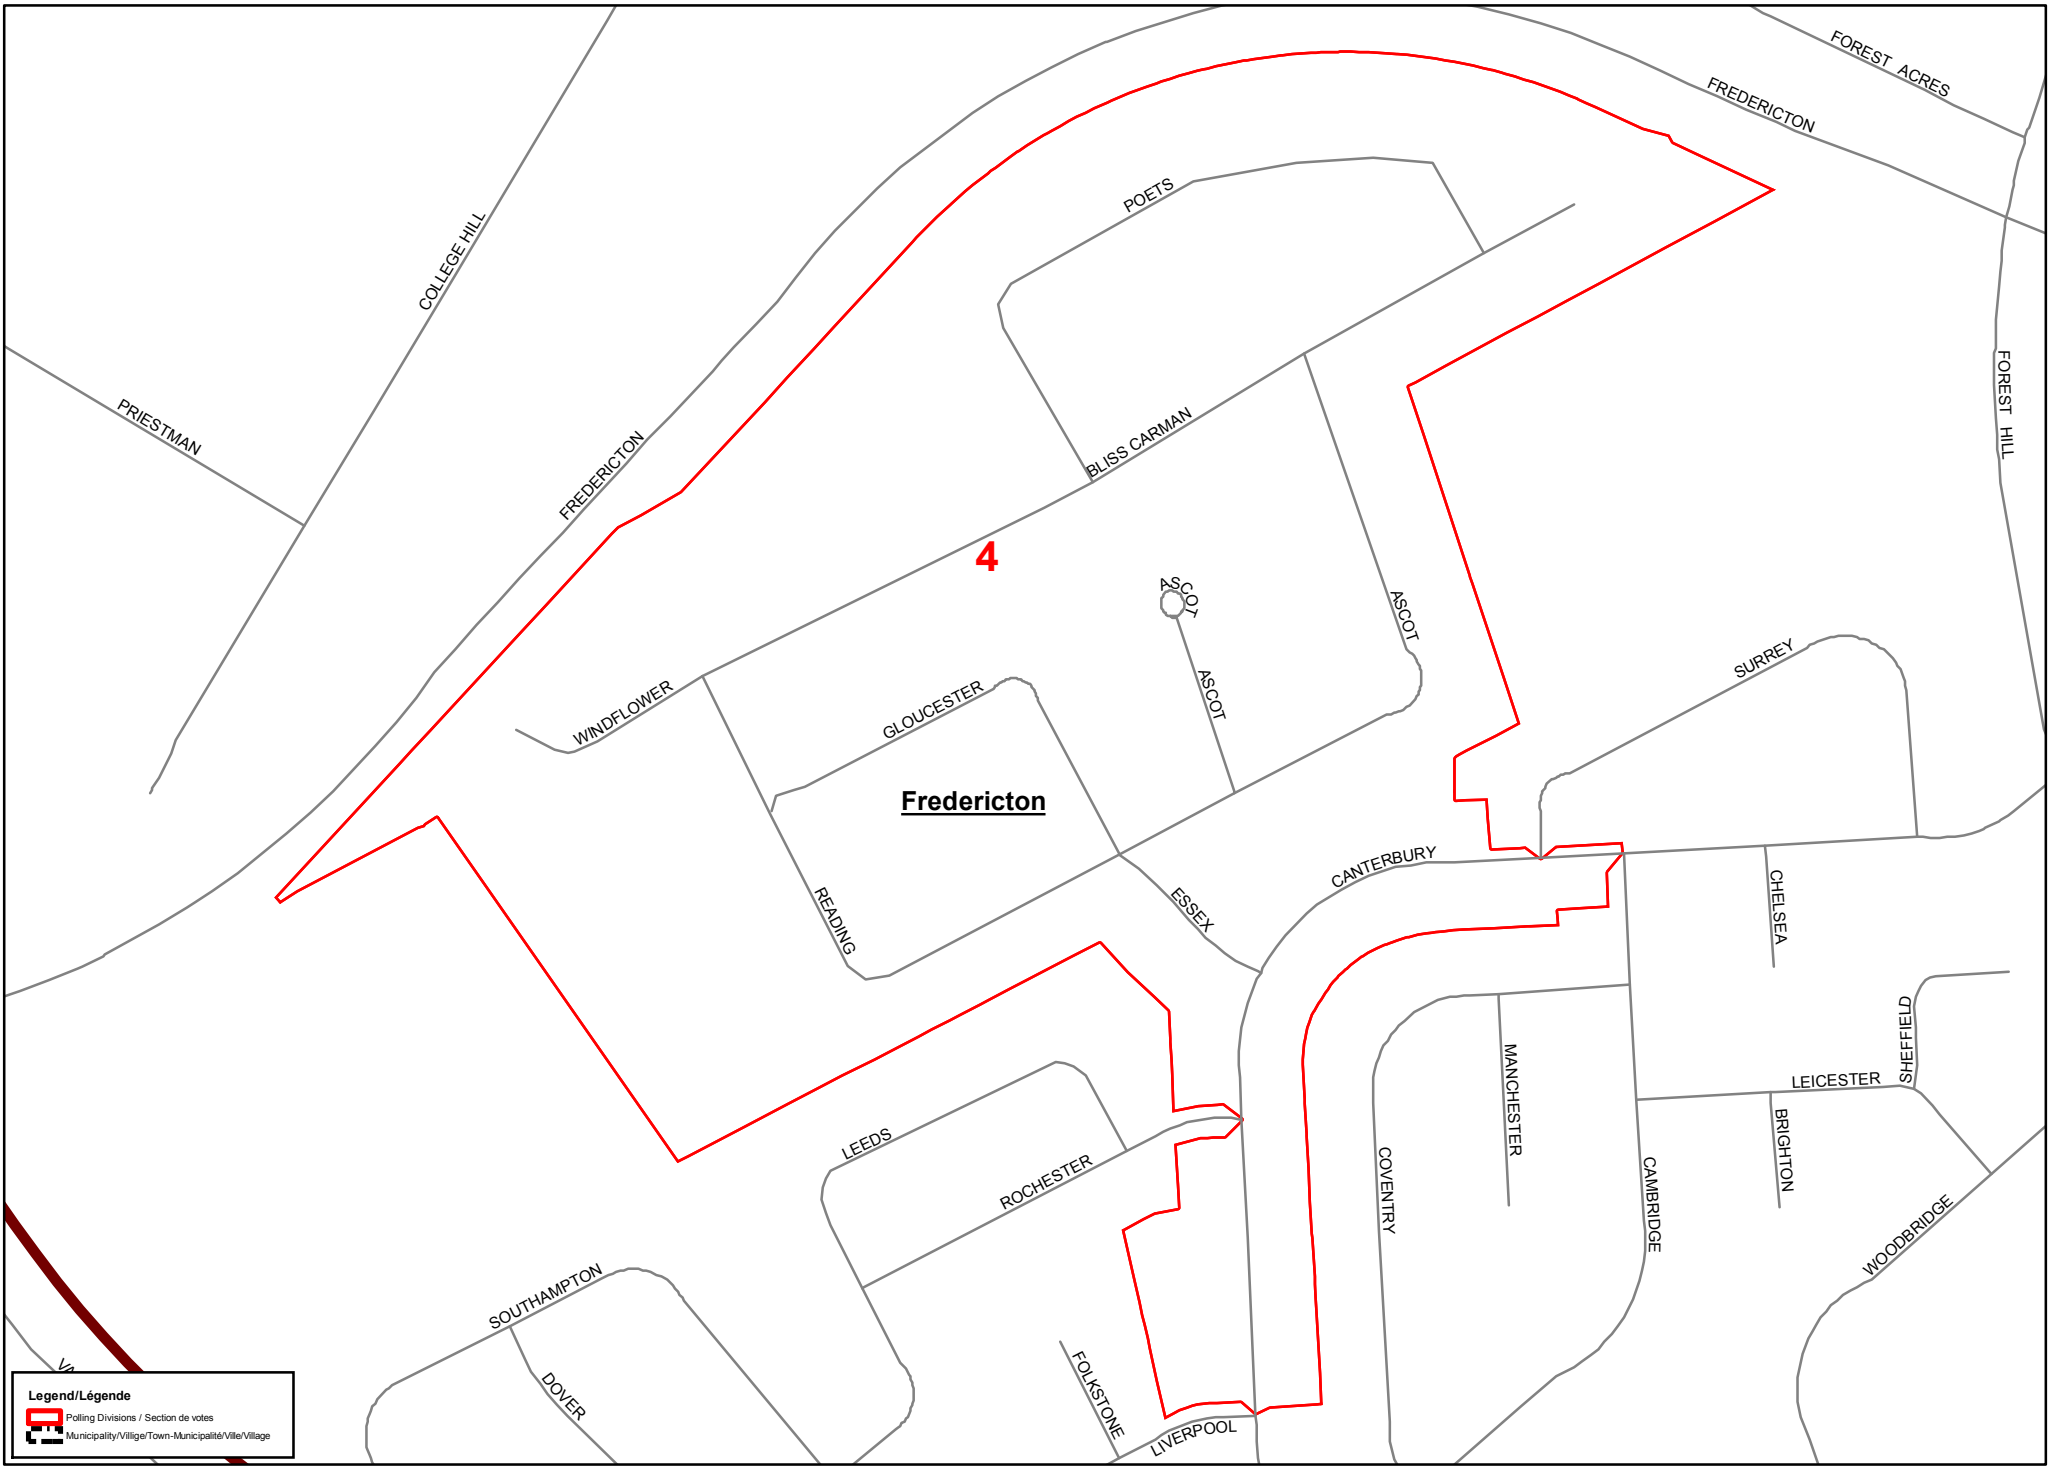 FOREST ACRES
FREDERICTON
POETS
COLLEGE HILL
FOREST HILL
PRIESTMAN
BLISS CARMAN
FREDERICTON
4
ASCOT
ASCOT
SURREY
ASCOT
WINDFLOWER
GLOUCESTER
Fredericton
CANTERBURY
ESSEX
READING
CHELSEA
SHEFFIELD
MANCHESTER
LEICESTER
LEEDS
BRIGHTON
ROCHESTER
COVENTRY
CAMBRIDGE
WOODBRIDGE
SOUTHAMPTON
DOVER
FOLKSTONE
LIVERPOOL
Legend/Légende
Polling Divisions / Section de votes
Municipality/Villige/Town-Municipalité/Ville/Village